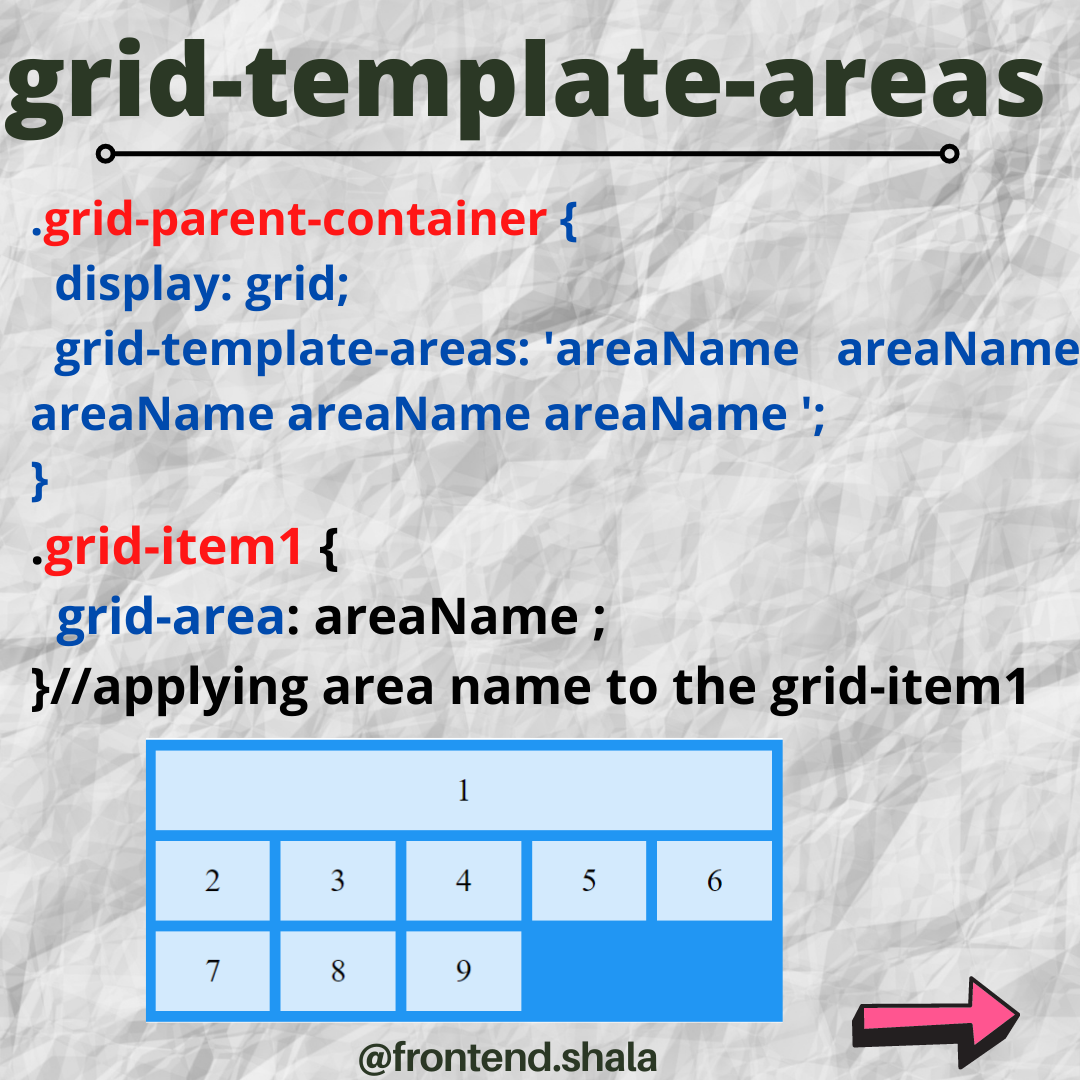 grid-template-areas
.grid-parent-container {
display: grid;
grid-template-areas: 'areaName   areaName
areaName areaName areaName ';
}
.grid-item1 {
grid-area: areaName ;
}//applying area name to the grid-item1
1
2 3 4 5 6
7 8 9
@frontend.shala